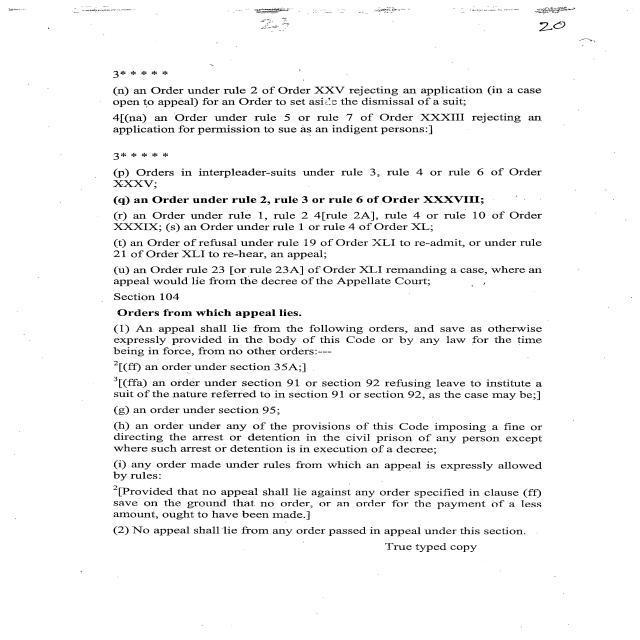 23
20
3* * * * *
(n) an Order under rule 2 of Order XXV rejecting an application (in a case
open to appeal) for an Order to set aside the dismissal of a suit;
4[(na) an Order under rule 5 or rule 7 of Order XXXIII rejecting an
application for permission to sue as an indigent persons:]
3* * * * *
(p) Orders in interpleader-suits under rule 3, rule 4 or rule 6 of Order
XXXV;
(q) an Order under rule 2, rule 3 or rule 6 of Order XXXVIII;
(r) an Order under rule 1, rule 2 4[rule 2A], rule 4 or rule 10 of Order
XXXIX; (s) an Order under rule 1 or rule 4 of Order XL;
(t) an Order of refusal under rule 19 of Order XLI to re-admit, or under rule
21 of Order XLI to re-hear, an appeal;
(u) an Order rule 23 [or rule 23A] of Order XLI remanding a case, where an
appeal would lie from the decree of the Appellate Court;
Section 104
Orders from which appeal lies.
(1) An appeal shall lie from the following orders, and save as otherwise
expressly provided in the body of this Code or by any law for the time
being in force, from no other orders:---
2[(ff) an order under section 35A;]
3[(ffa) an order under section 91 or section 92 refusing leave to institute a
suit of the nature referred to in section 91 or section 92, as the case may be;]
(g) an order under section 95;
(h) an order under any of the provisions of this Code imposing a fine or
directing the arrest or detention in the civil prison of any person except
where such arrest or detention is in execution of a decree;
(i) any order made under rules from which an appeal is expressly allowed
by rules:
2[Provided that no appeal shall lie against any order specified in clause (ff)
save on the ground that no order, or an order for the payment of a less
amount, ought to have been made.]
(2) No appeal shall lie from any order passed in appeal under this section.
True typed copy